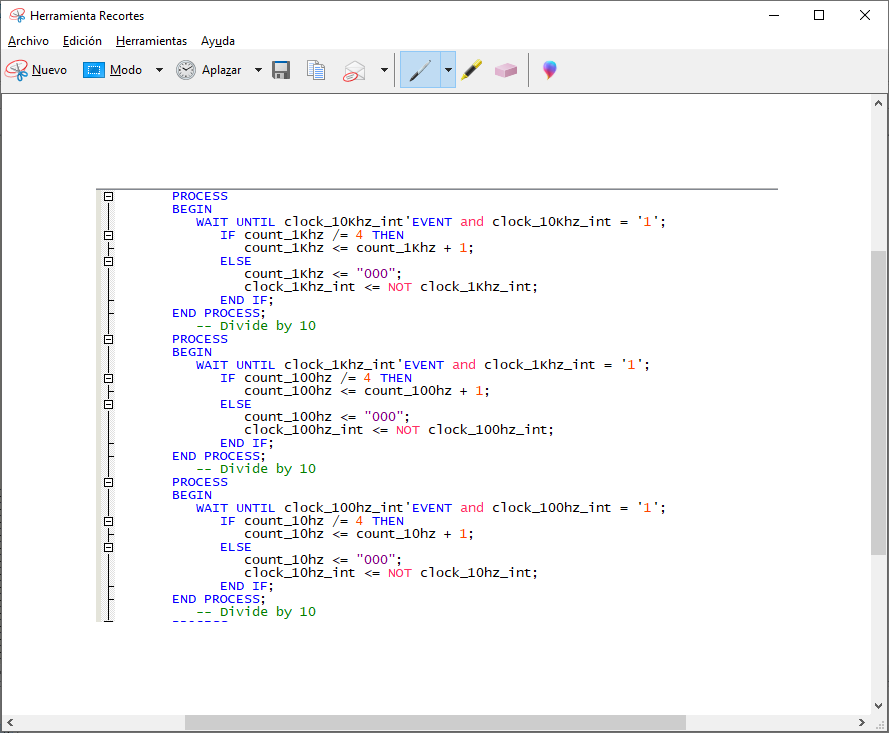 Herramienta Recortes
Archivo Edición Herramientas Ayuda
Nuevo Modo Aplazar
PROCESS
BEGIN
WAIT UNTIL clock_10Khz_int'EVENT and clock_10Khz_int = '1';
IF count_1Khz /= 4 THEN
count_1Khz <= count_1Khz + 1;
ELSE
count_1Khz <= "000";
clock_1Khz_int <= NOT clock_1Khz_int;
END IF;
END PROCESS;
-- Divide by 10
PROCESS
BEGIN
WAIT UNTIL clock_1Khz_int'EVENT and clock_1Khz_int = '1';
IF count_100hz /= 4 THEN
count_100hz <= count_100hz + 1;
ELSE
count_100hz <= "000";
clock_100hz_int <= NOT clock_100hz_int;
END IF;
END PROCESS;
-- Divide by 10
PROCESS
BEGIN
WAIT UNTIL clock_100hz_int'EVENT and clock_100hz_int = '1';
IF count_10hz /= 4 THEN
count_10hz <= count_10hz + 1;
ELSE
count_10hz <= "000";
clock_10hz_int <= NOT clock_10hz_int;
END IF;
END PROCESS;
-- Divide by 10